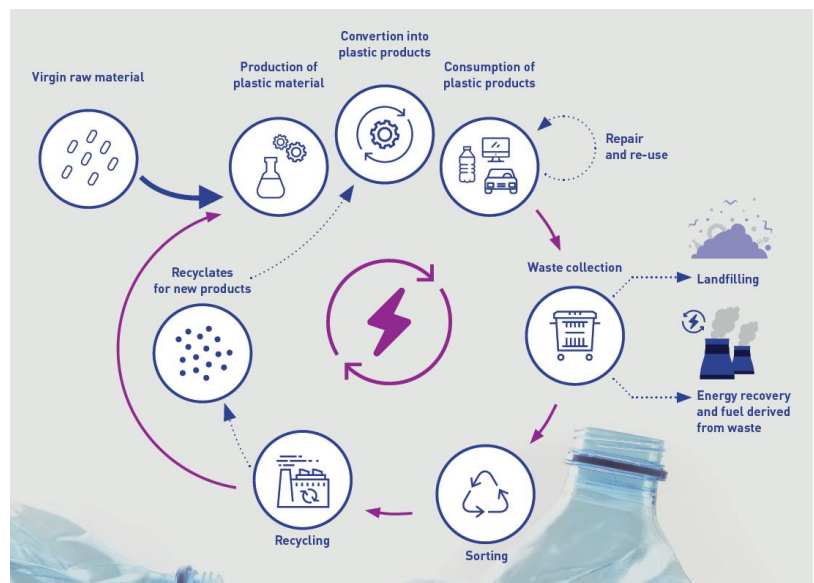 Virgin raw material
Production of
plastic material
Convertion into
plastic products
Consumption of
plastic products
Repair
and re-use
Waste collection
Landfilling
Energy recovery
and fuel derived
from waste
Sorting
Recycling
Recyclates
for new products